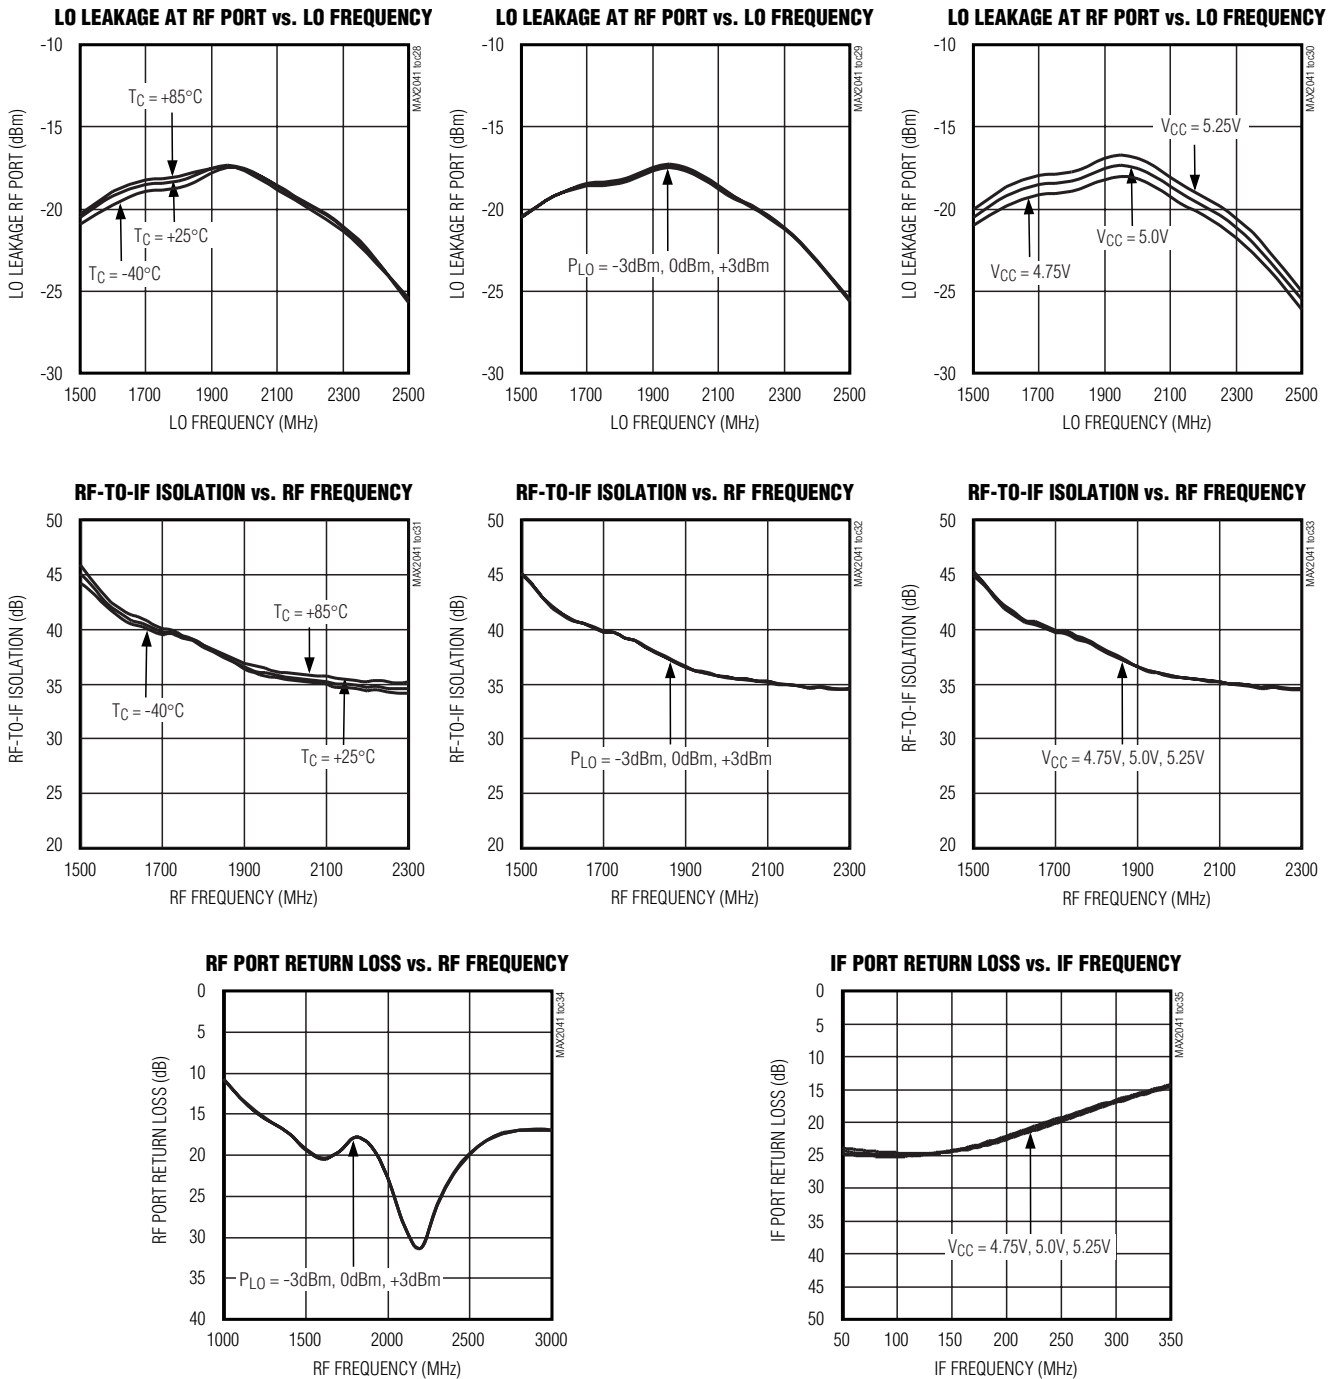 LO LEAKAGE AT RF PORT vs. LO FREQUENCY
MAX2041 toc28
LO LEAKAGE RF PORT (dBm)
-10
-15
-20
-25
-30
TC = +85°C
TC = +25°C
TC = -40°C
1500 1700 1900 2100 2300 2500
LO FREQUENCY (MHz)
LO LEAKAGE AT RF PORT vs. LO FREQUENCY
MAX2041 toc29
LO LEAKAGE RF PORT (dBm)
-10
-15
-20
-25
-30
PLO = -3dBm, 0dBm, +3dBm
1500 1700 1900 2100 2300 2500
LO FREQUENCY (MHz)
LO LEAKAGE AT RF PORT vs. LO FREQUENCY
MAX2041 toc30
LO LEAKAGE RF PORT (dBm)
-10
-15
-20
-25
-30
VCC = 5.25V
VCC = 5.0V
VCC = 4.75V
1500 1700 1900 2100 2300 2500
LO FREQUENCY (MHz)
RF-TO-IF ISOLATION vs. RF FREQUENCY
MAX2041 toc31
RF-TO-IF ISOLATION (dB)
50
45
40
35
30
25
20
TC = +85°C
TC = -40°C
TC = +25°C
1500 1700 1900 2100 2300
RF FREQUENCY (MHz)
RF-TO-IF ISOLATION vs. RF FREQUENCY
MAX2041 toc32
RF-TO-IF ISOLATION (dB)
50
45
40
35
30
25
20
PLO = -3dBm, 0dBm, +3dBm
1500 1700 1900 2100 2300
RF FREQUENCY (MHz)
RF-TO-IF ISOLATION vs. RF FREQUENCY
MAX2041 toc33
RF-TO-IF ISOLATION (dB)
50
45
40
35
30
25
20
VCC = 4.75V, 5.0V, 5.25V
1500 1700 1900 2100 2300
RF FREQUENCY (MHz)
RF PORT RETURN LOSS vs. RF FREQUENCY
MAX2041 toc34
RF PORT RETURN LOSS (dB)
0
5
10
15
20
25
30
35
40
PLO = -3dBm, 0dBm, +3dBm
1000 1500 2000 2500 3000
RF FREQUENCY (MHz)
IF PORT RETURN LOSS vs. IF FREQUENCY
MAX2041 toc35
IF PORT RETURN LOSS (dB)
0
5
10
15
20
25
30
35
40
45
50
VCC = 4.75V, 5.0V, 5.25V
50 100 150 200 250 300 350
IF FREQUENCY (MHz)